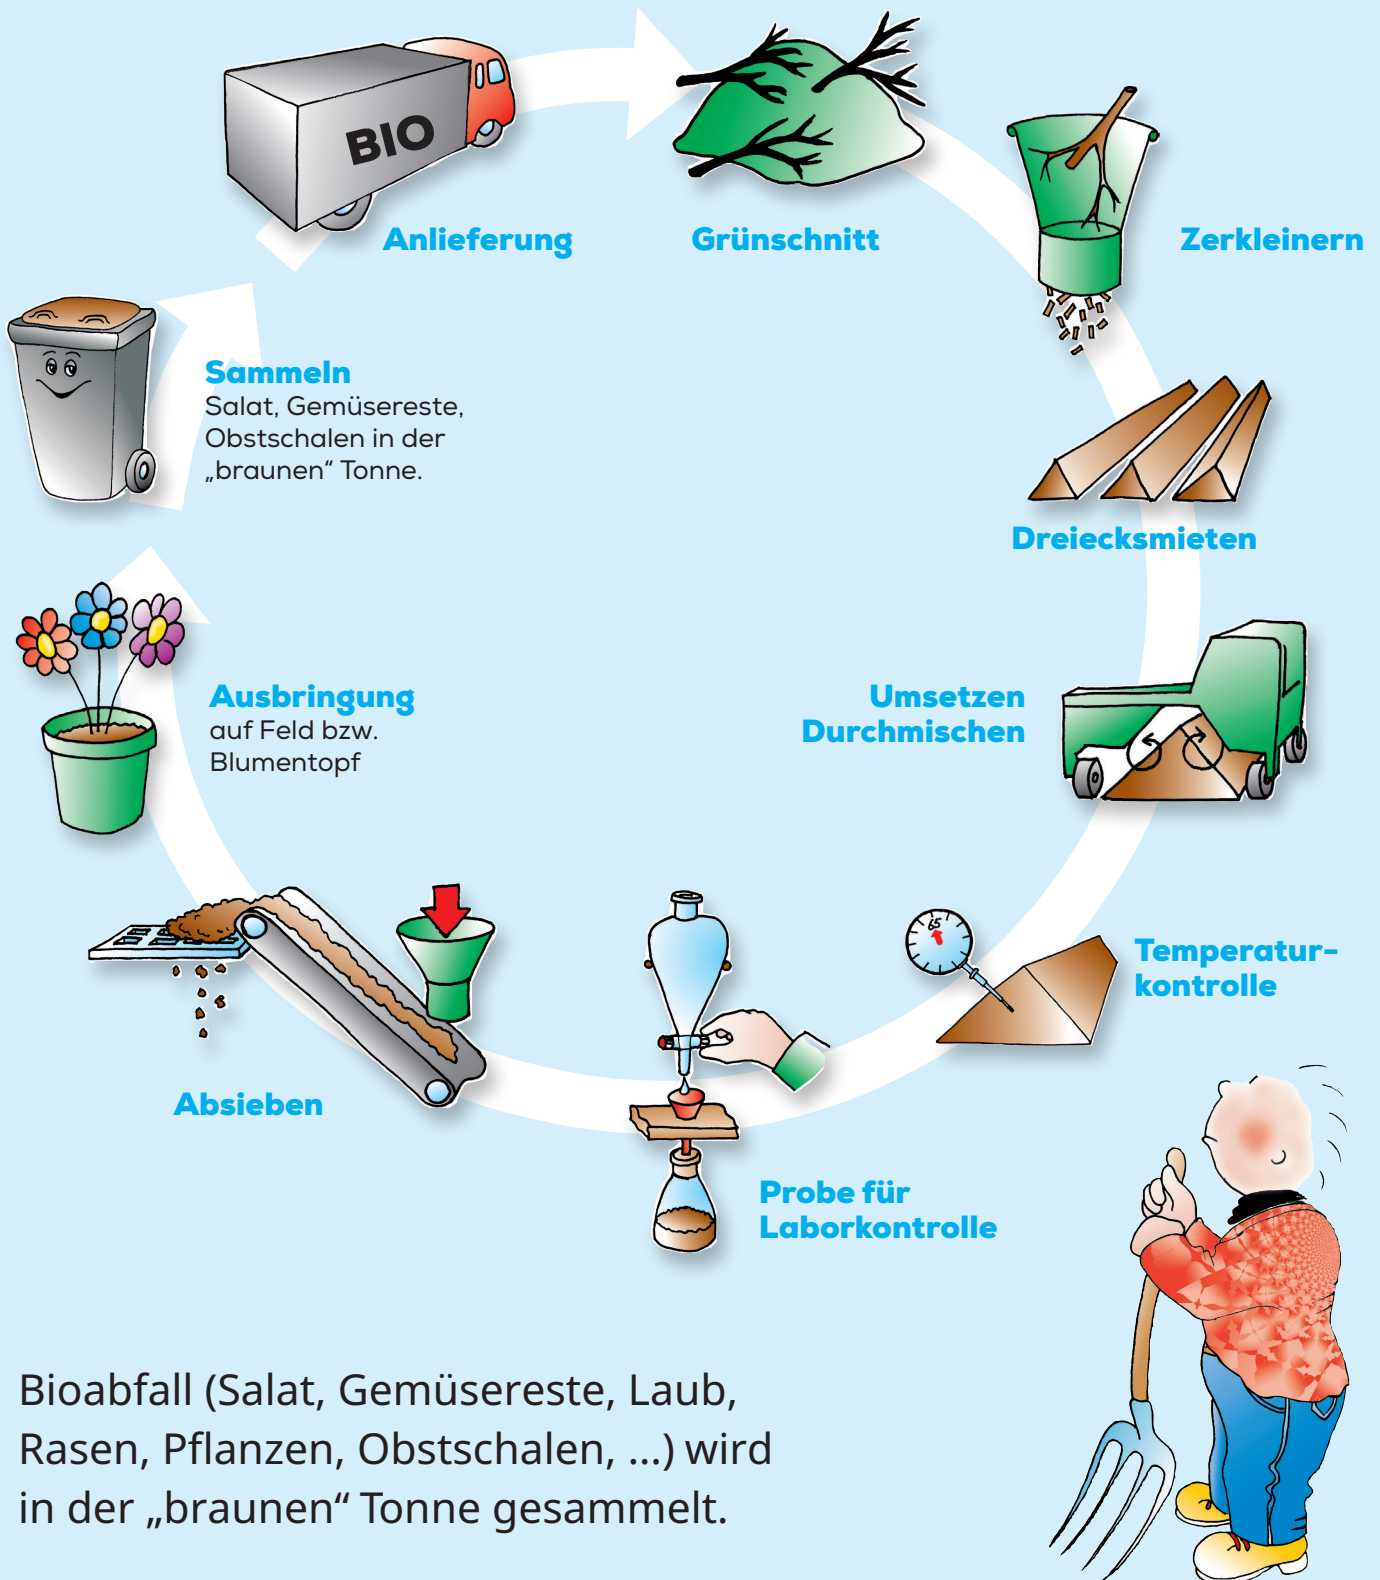 BIO
Anlieferung
Grünschnitt
Zerkleinern
Sammeln
Salat, Gemüsereste,
Obstschalen in der
„braunen“ Tonne.
Dreiecksmieten
Ausbringung
auf Feld bzw.
Blumentopf
Umsetzen
Durchmischen
65
Temperatur-
kontrolle
Absieben
Probe für
Laborkontrolle
Bioabfall (Salat, Gemüsereste, Laub,
Rasen, Pflanzen, Obstschalen, ...) wird
in der „braunen“ Tonne gesammelt.